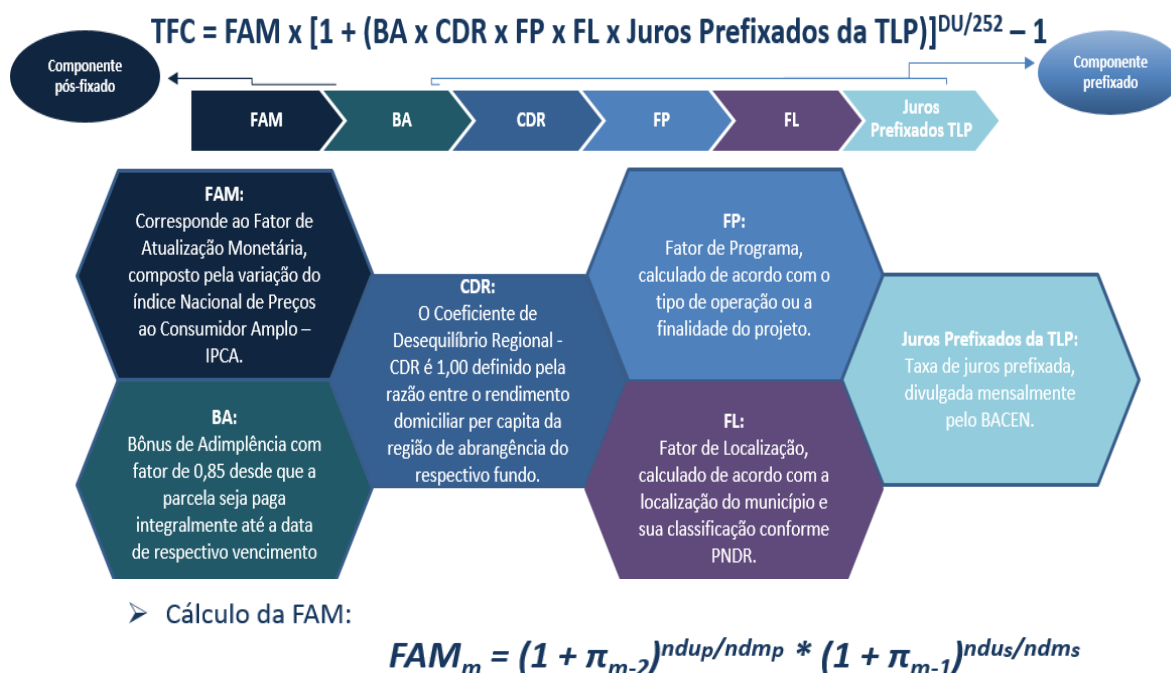 TFC = FAM x [1 + (BA x CDR x FP x FL x Juros Prefixados da TLP)]^DU/252 – 1
Componente
pós-fixado
Componente
prefixado
FAM
BA
CDR
FP
FL
Juros
Prefixados TLP
FAM:
Corresponde ao Fator de
Atualização Monetária,
composto pela variação do
índice Nacional de Preços
ao Consumidor Amplo –
IPCA.
BA:
Bônus de Adimplência com
fator de 0,85 desde que a
parcela seja paga
integralmente até a data
de respectivo vencimento
CDR:
O Coeficiente de
Desequilíbrio Regional -
CDR é 1,00 definido pela
razão entre o rendimento
domiciliar per capita da
região de abrangência do
respectivo fundo.
FP:
Fator de Programa,
calculado de acordo com o
tipo de operação ou a
finalidade do projeto.
FL:
Fator de Localização,
calculado de acordo com a
localização do município e
sua classificação conforme
PNDR.
Juros Prefixados da TLP:
Taxa de juros prefixada,
divulgada mensalmente
pelo BACEN.
➢ Cálculo da FAM:
FAM_m = (1 + π_m-2)^ndup/ndmp * (1 + π_m-1)^ndus/ndms